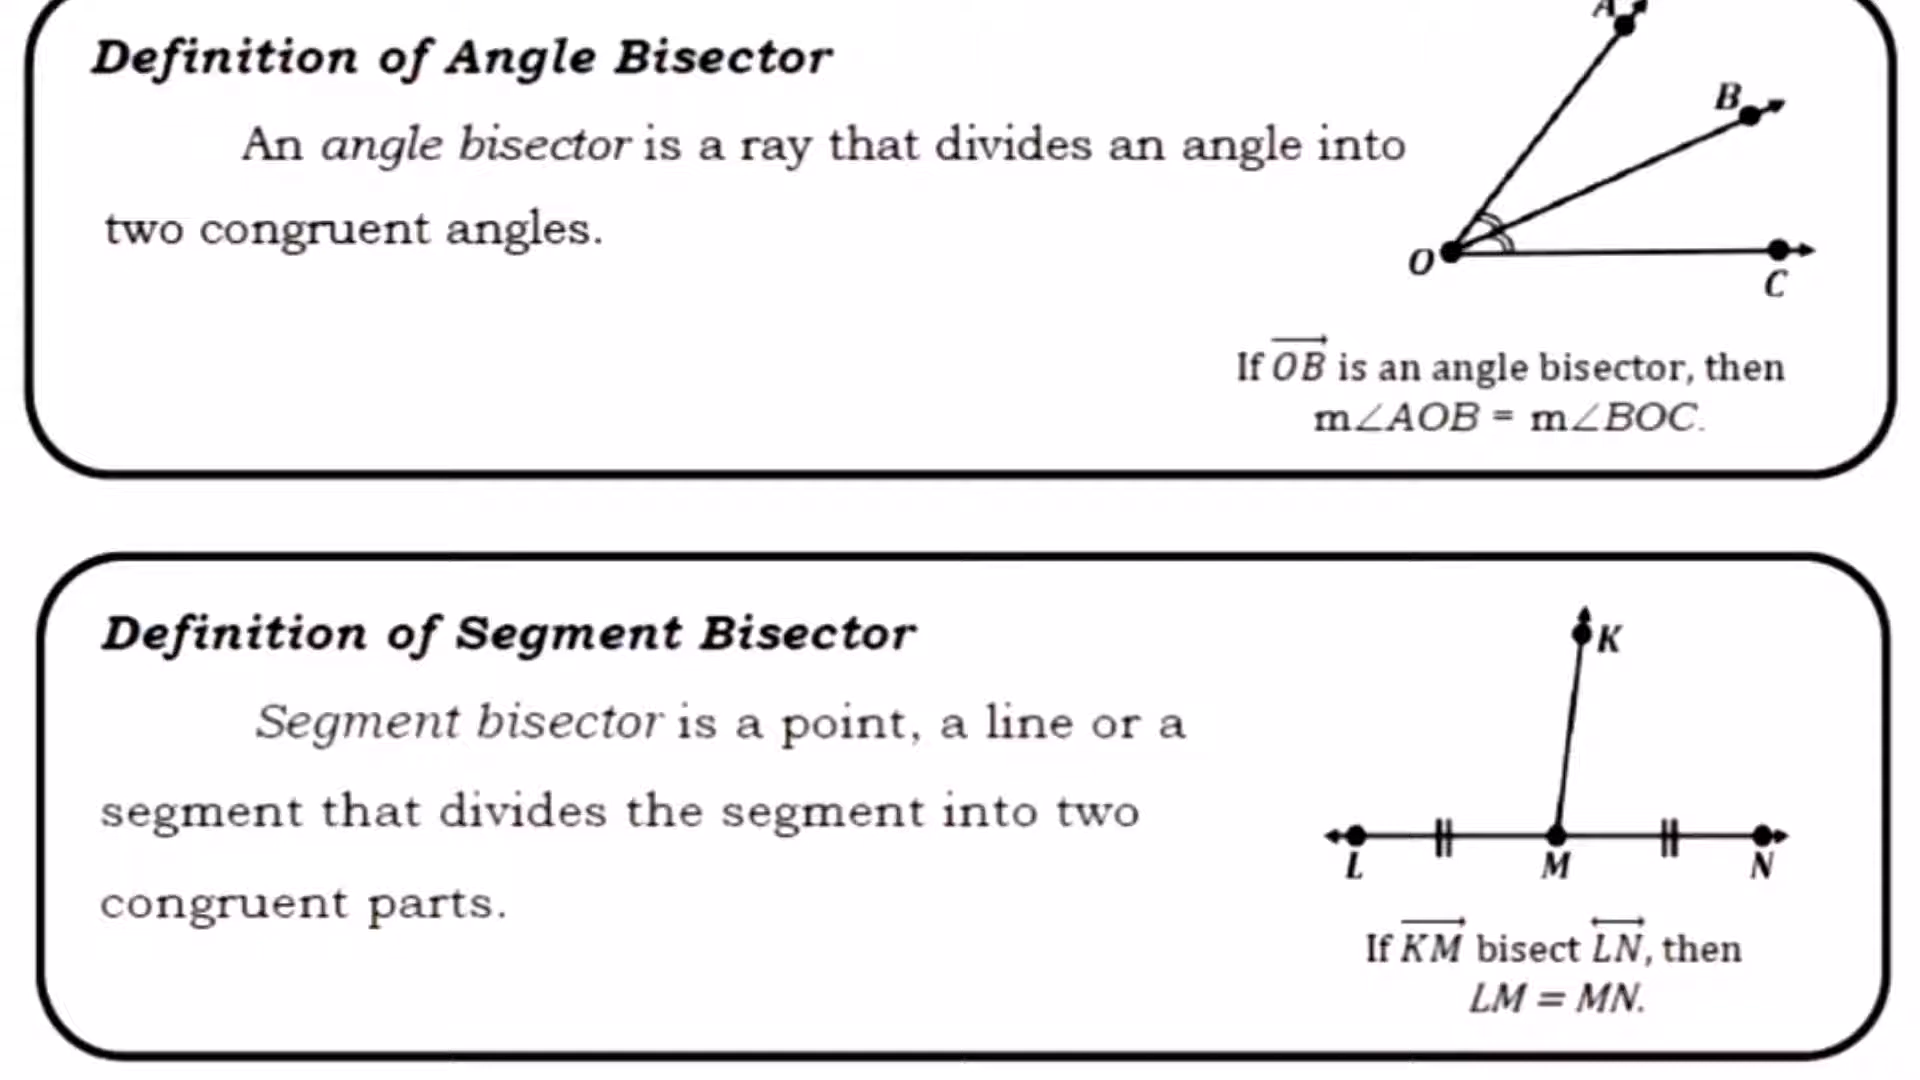 Definition of Angle Bisector
An angle bisector is a ray that divides an angle into
two congruent angles.
A
B
O
C
If OB is an angle bisector, then
m∠AOB = m∠BOC.
Definition of Segment Bisector
Segment bisector is a point, a line or a
segment that divides the segment into two
congruent parts.
K
L M N
If KM bisect LN, then
LM = MN.